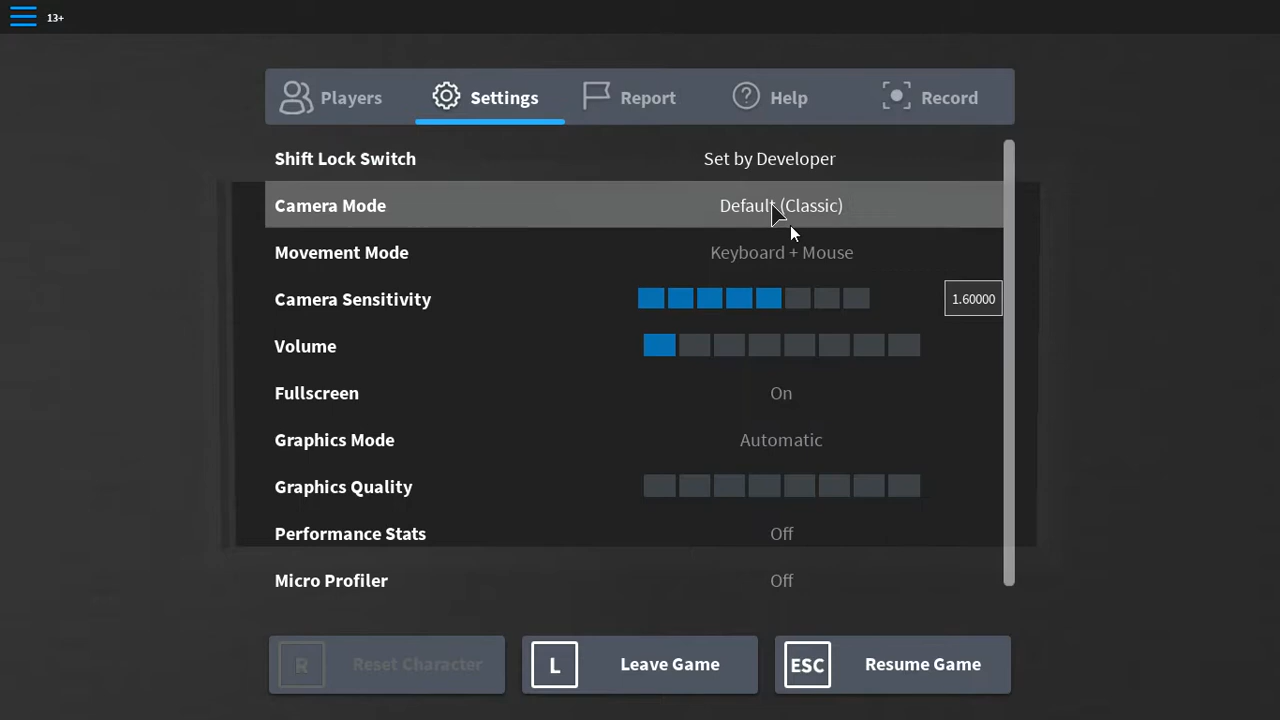 13+
Players Settings Report Help Record
Shift Lock Switch Set by Developer
Camera Mode Default (Classic)
Movement Mode Keyboard + Mouse
Camera Sensitivity 1.60000
Volume
Fullscreen On
Graphics Mode Automatic
Graphics Quality
Performance Stats Off
Micro Profiler Off
R Reset Character L Leave Game ESC Resume Game